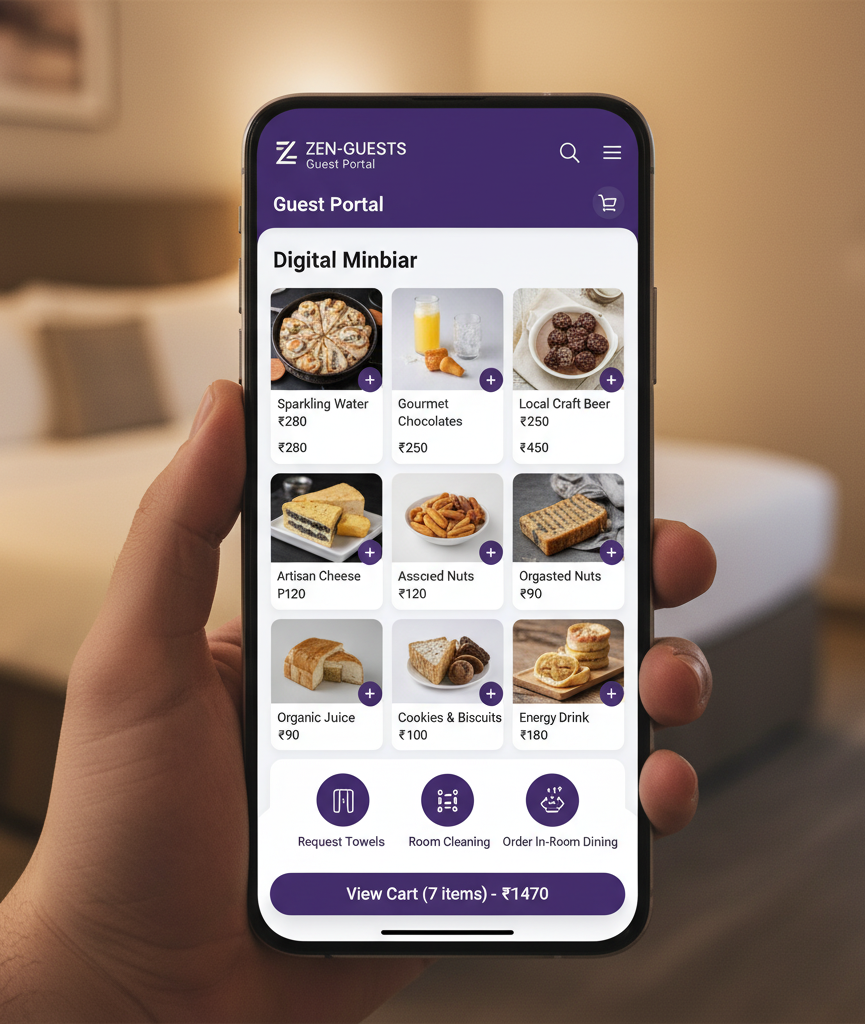 ZEN-GUESTS
Guest Portal
Guest Portal
Digital Minbiar
Sparkling Water
₹280
₹280
Gourmet
Chocolates
₹250
Local Craft Beer
₹250
₹450
Artisan Cheese
P120
Asscıed Nuts
₹120
Orgasted Nuts
₹90
Organic Juice
₹90
Cookies & Biscuits
₹100
Energy Drink
₹180
Request Towels
Room Cleaning
Order In-Room Dining
View Cart (7 items) - ₹1470